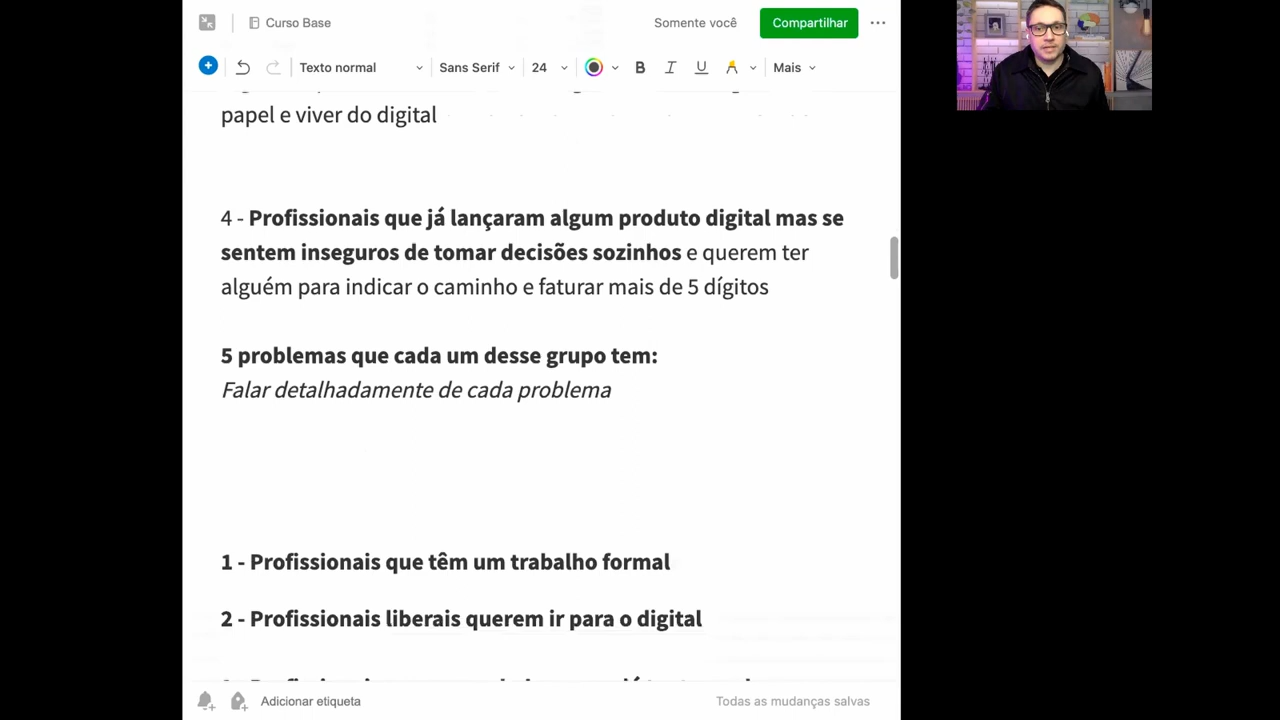 Curso Base
Somente você
Compartilhar
Texto normal
Sans Serif
24
B
I
U
A
Mais
papel e viver do digital
4 - Profissionais que já lançaram algum produto digital mas se
sentem inseguros de tomar decisões sozinhos e querem ter
alguém para indicar o caminho e faturar mais de 5 dígitos
5 problemas que cada um desse grupo tem:
Falar detalhadamente de cada problema
1 - Profissionais que têm um trabalho formal
2 - Profissionais liberais querem ir para o digital
Adicionar etiqueta
Todas as mudanças salvas